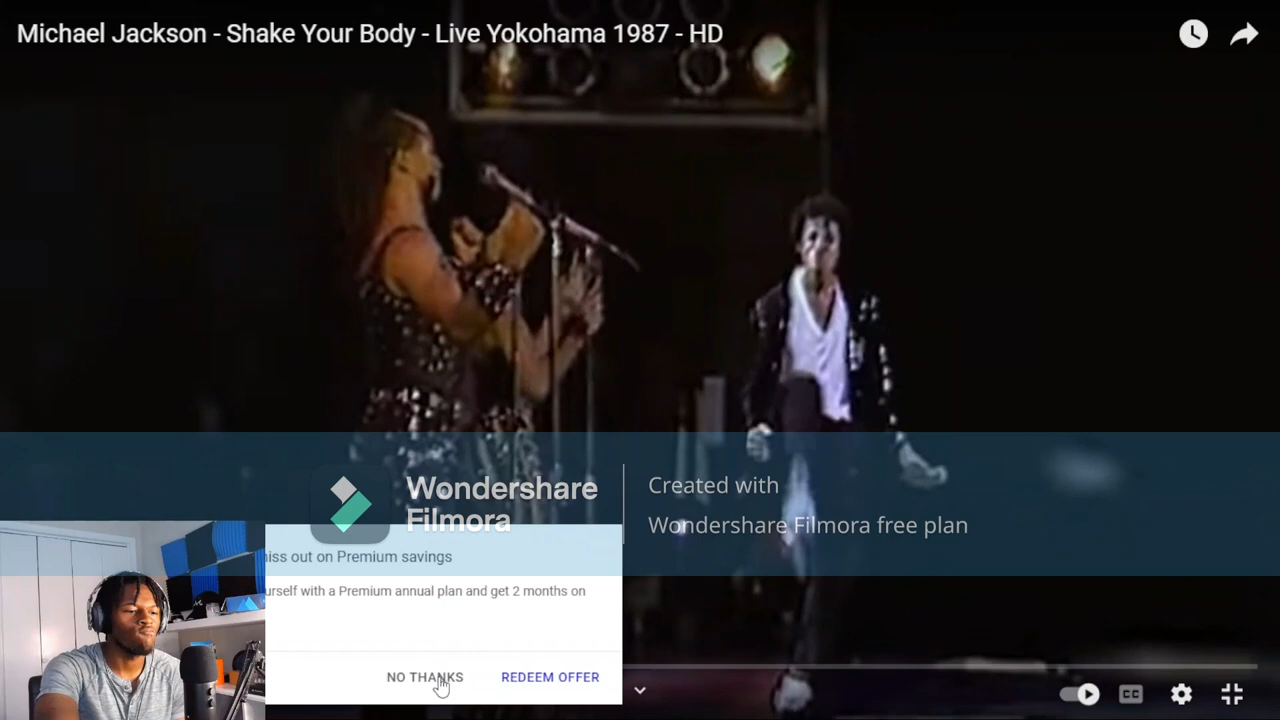 Michael Jackson - Shake Your Body - Live Yokohama 1987 - HD
Wondershare
Filmora
Created with
Wondershare Filmora free plan
iss out on Premium savings
urself with a Premium annual plan and get 2 months on
NO THANKS
REDEEM OFFER
CC